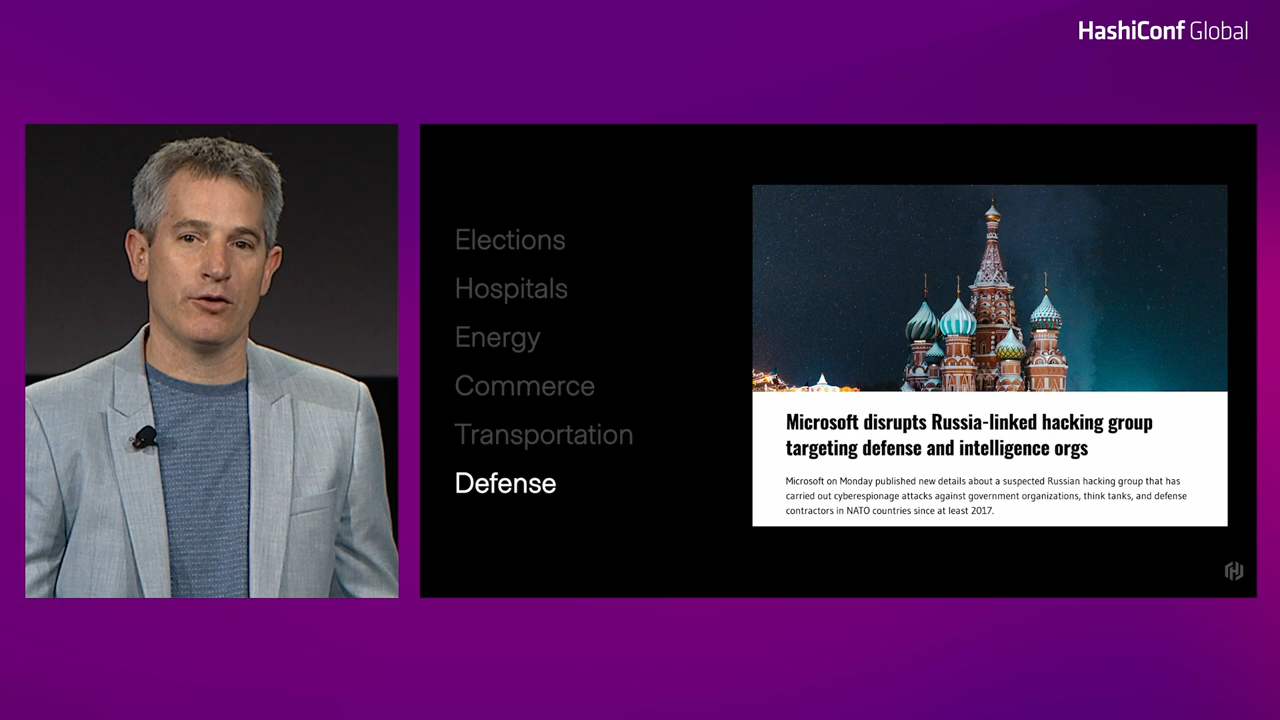 HashiConf Global
Elections
Hospitals
Energy
Commerce
Transportation
Defense
Microsoft disrupts Russia-linked hacking group
targeting defense and intelligence orgs
Microsoft on Monday published new details about a suspected Russian hacking group that has
carried out cyberespionage attacks against government organizations, think tanks, and defense
contractors in NATO countries since at least 2017.